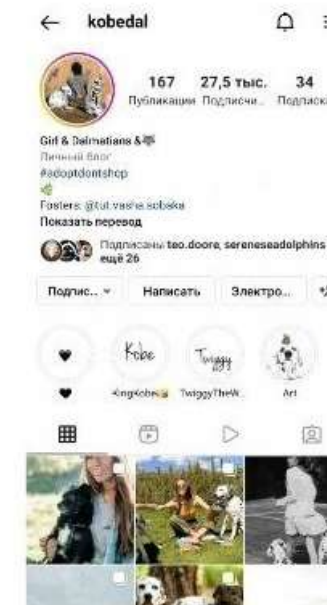 kobedal
167 27,5 тыс. 34
Публикации Подписчи... Подписки
Girl & Dalmatians &
Личный блог
#adoptdontshop
Fosters: @tut.vasha.sobaka
Показать перевод
Подписаны teo.doore, sereneseadolphins
ещё 26
Подпис... Написать Электро...
Kobe Twiggy
KingKobe TwiggyTheW... Art